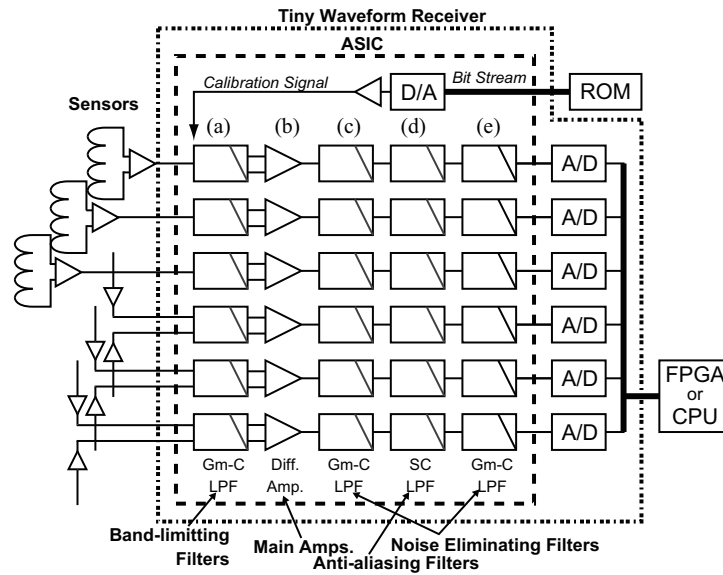 Tiny Waveform Receiver
ASIC
Calibration Signal
D/A
Bit Stream
ROM
Sensors
(a)
(b)
(c)
(d)
(e)
A/D
A/D
A/D
A/D
A/D
A/D
FPGA
or
CPU
Gm-C
LPF
Diff.
Amp.
Gm-C
LPF
SC
LPF
Gm-C
LPF
Band-limitting
Filters
Main Amps.
Anti-aliasing Filters
Noise Eliminating Filters